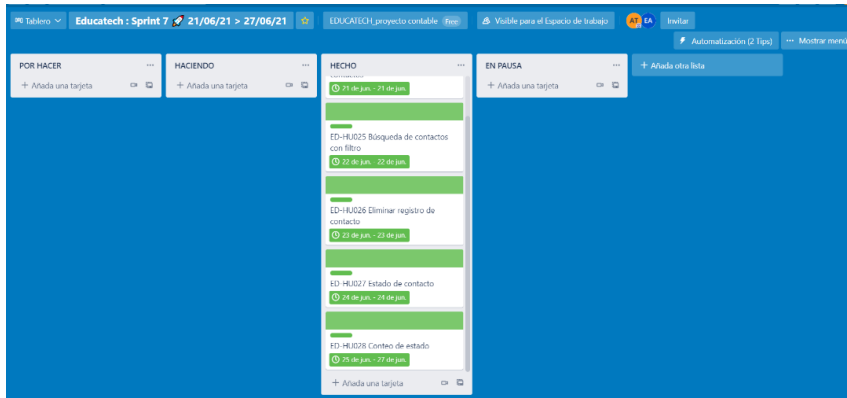 Tablero
Educatech : Sprint 7 🚀 21/06/21 > 27/06/21
EDUCATECH_proyecto contable Free
Visible para el Espacio de trabajo
AT EA
Invitar
Automatización (2 Tips)
··· Mostrar menú
POR HACER ···
+ Añada una tarjeta
HACIENDO ···
+ Añada una tarjeta
HECHO ···
21 de jun. - 21 de jun.
ED-HU025 Búsqueda de contactos
con filtro
22 de jun. - 22 de jun.
ED-HU026 Eliminar registro de
contacto
23 de jun. - 23 de jun.
ED-HU027 Estado de contacto
24 de jun. - 24 de jun.
ED-HU028 Conteo de estado
25 de jun. - 27 de jun.
+ Añada una tarjeta
EN PAUSA ···
+ Añada una tarjeta
+ Añada otra lista